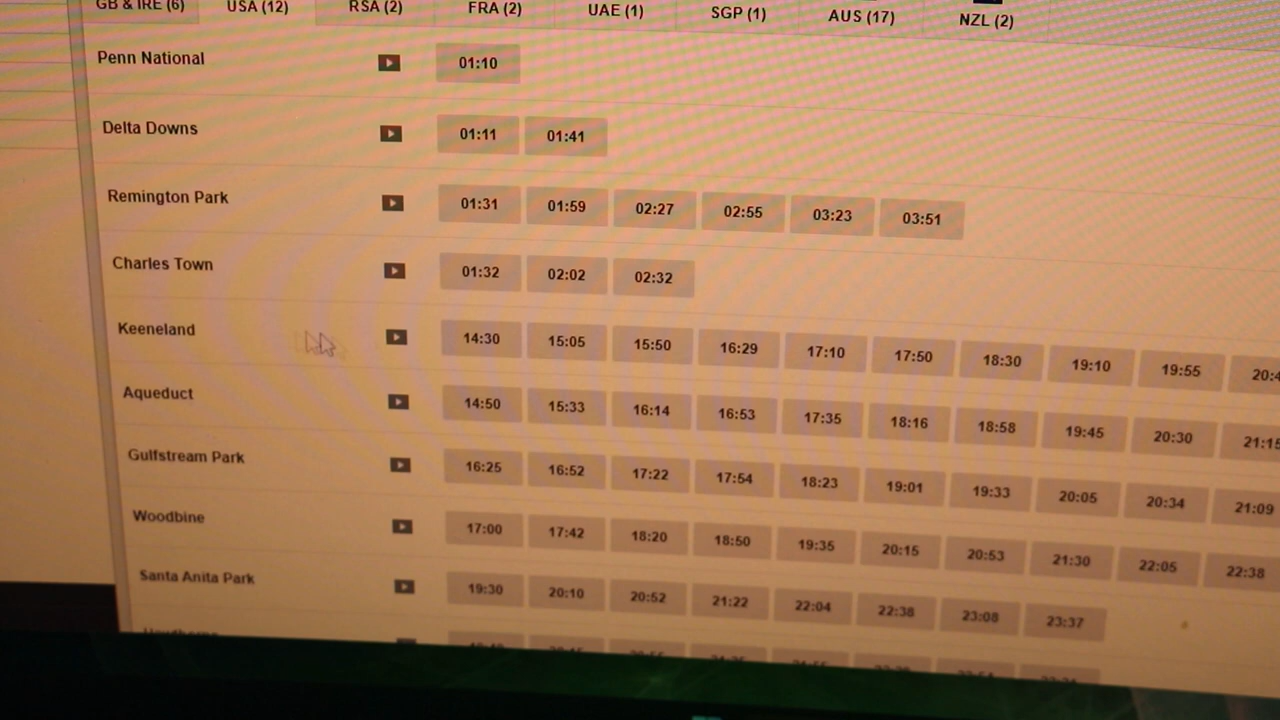 GB & IRE (6) USA (12) RSA (2) FRA (2) UAE (1) SGP (1) AUS (17) NZL (2)
Penn National 01:10
Delta Downs 01:11 01:41
Remington Park 01:31 01:59 02:27 02:55 03:23 03:51
Charles Town 01:32 02:02 02:32
Keeneland 14:30 15:05 15:50 16:29 17:10 17:50 18:30 19:10 19:55 20:4
Aqueduct 14:50 15:33 16:14 16:53 17:35 18:16 18:58 19:45 20:30 21:15
Gulfstream Park 16:25 16:52 17:22 17:54 18:23 19:01 19:33 20:05 20:34 21:09
Woodbine 17:00 17:42 18:20 18:50 19:35 20:15 20:53 21:30 22:05 22:38
Santa Anita Park 19:30 20:10 20:52 21:22 22:04 22:38 23:08 23:37